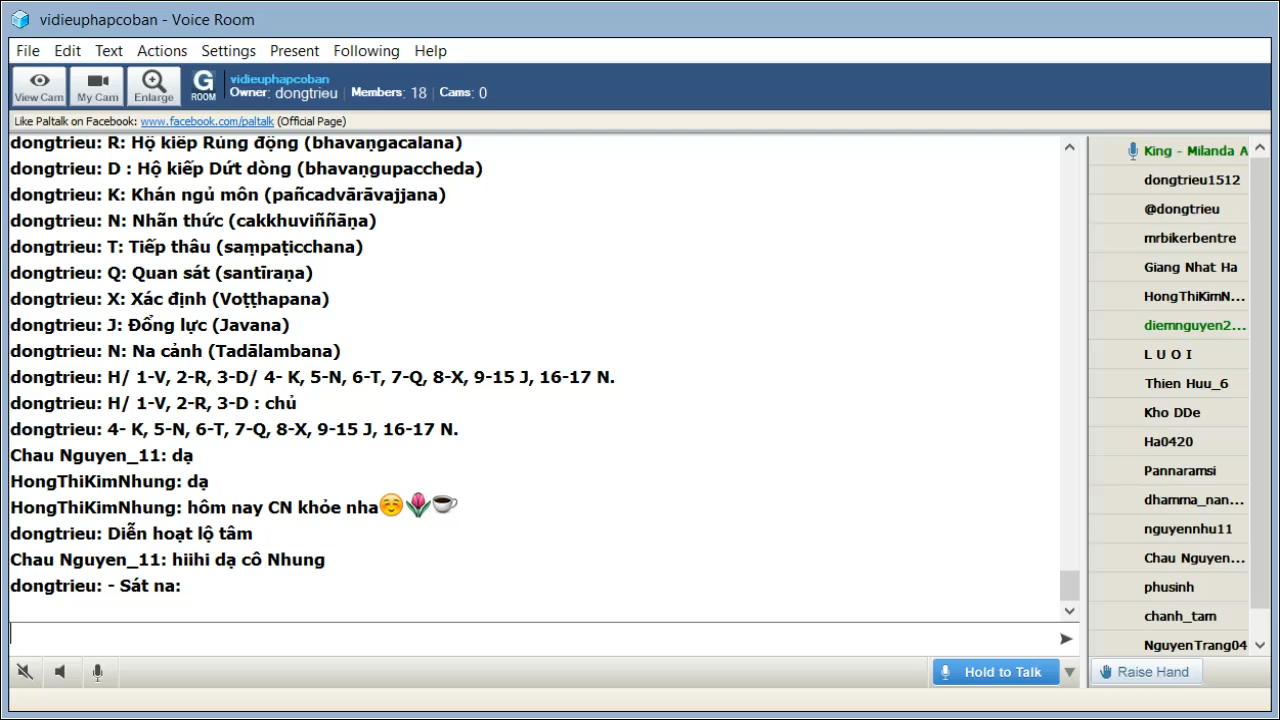 vidieuphapcoban - Voice Room
File Edit Text Actions Settings Present Following Help
View Cam My Cam Enlarge G ROOM
vidieuphapcoban
Owner: dongtrieu Members: 18 Cams: 0
Like Paltalk on Facebook: www.facebook.com/paltalk (Official Page)
dongtrieu: R: Hộ kiếp Rúng động (bhavaṇgacalana)
dongtrieu: D : Hộ kiếp Dứt dòng (bhavaṇgupaccheda)
dongtrieu: K: Khán ngủ môn (pañcadvārāvajjana)
dongtrieu: N: Nhãn thức (cakkhuviññāṇa)
dongtrieu: T: Tiếp thâu (saṃpaṭicchana)
dongtrieu: Q: Quan sát (santīraṇa)
dongtrieu: X: Xác định (Voṭṭhapana)
dongtrieu: J: Đổng lực (Javana)
dongtrieu: N: Na cảnh (Tadālambana)
dongtrieu: H/ 1-V, 2-R, 3-D/ 4- K, 5-N, 6-T, 7-Q, 8-X, 9-15 J, 16-17 N.
dongtrieu: H/ 1-V, 2-R, 3-D : chủ
dongtrieu: 4- K, 5-N, 6-T, 7-Q, 8-X, 9-15 J, 16-17 N.
Chau Nguyen_11: dạ
HongThiKimNhung: dạ
HongThiKimNhung: hôm nay CN khỏe nha
dongtrieu: Diễn hoạt lộ tâm
Chau Nguyen_11: hiihi dạ cô Nhung
dongtrieu: - Sát na:
King - Milanda A
dongtrieu1512
@dongtrieu
mrbikerbentre
Giang Nhat Ha
HongThiKimN...
diemnguyen2...
L U O I
Thien Huu_6
Kho DDe
Ha0420
Pannaramsi
dhamma_nan...
nguyennhu11
Chau Nguyen...
phusinh
chanh_tam
NguyenTrang04
Hold to Talk
Raise Hand